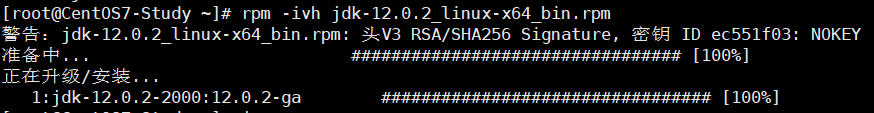 [root@CentOS7-Study ~]# rpm -ivh jdk-12.0.2_linux-x64_bin.rpm
警告：jdk-12.0.2_linux-x64_bin.rpm: 头V3 RSA/SHA256 Signature, 密钥 ID ec551f03: NOKEY
准备中... ################################# [100%]
正在升级/安装...
1:jdk-12.0.2-2000:12.0.2-ga ################################# [100%]